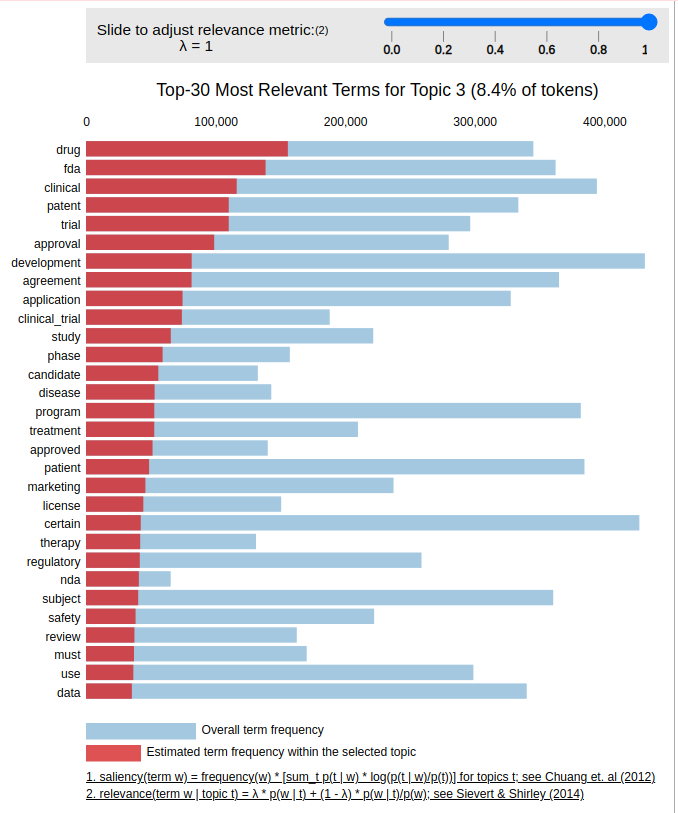 Slide to adjust relevance metric:(2)
λ = 1
0.0 0.2 0.4 0.6 0.8 1
Top-30 Most Relevant Terms for Topic 3 (8.4% of tokens)
0 100,000 200,000 300,000 400,000
drug
fda
clinical
patent
trial
approval
development
agreement
application
clinical_trial
study
phase
candidate
disease
program
treatment
approved
patient
marketing
license
certain
therapy
regulatory
nda
subject
safety
review
must
use
data
Overall term frequency
Estimated term frequency within the selected topic
1. saliency(term w) = frequency(w) * [sum_t p(t | w) * log(p(t | w)/p(t))] for topics t; see Chuang et. al (2012)
2. relevance(term w | topic t) = λ * p(w | t) + (1 - λ) * p(w | t)/p(w); see Sievert & Shirley (2014)